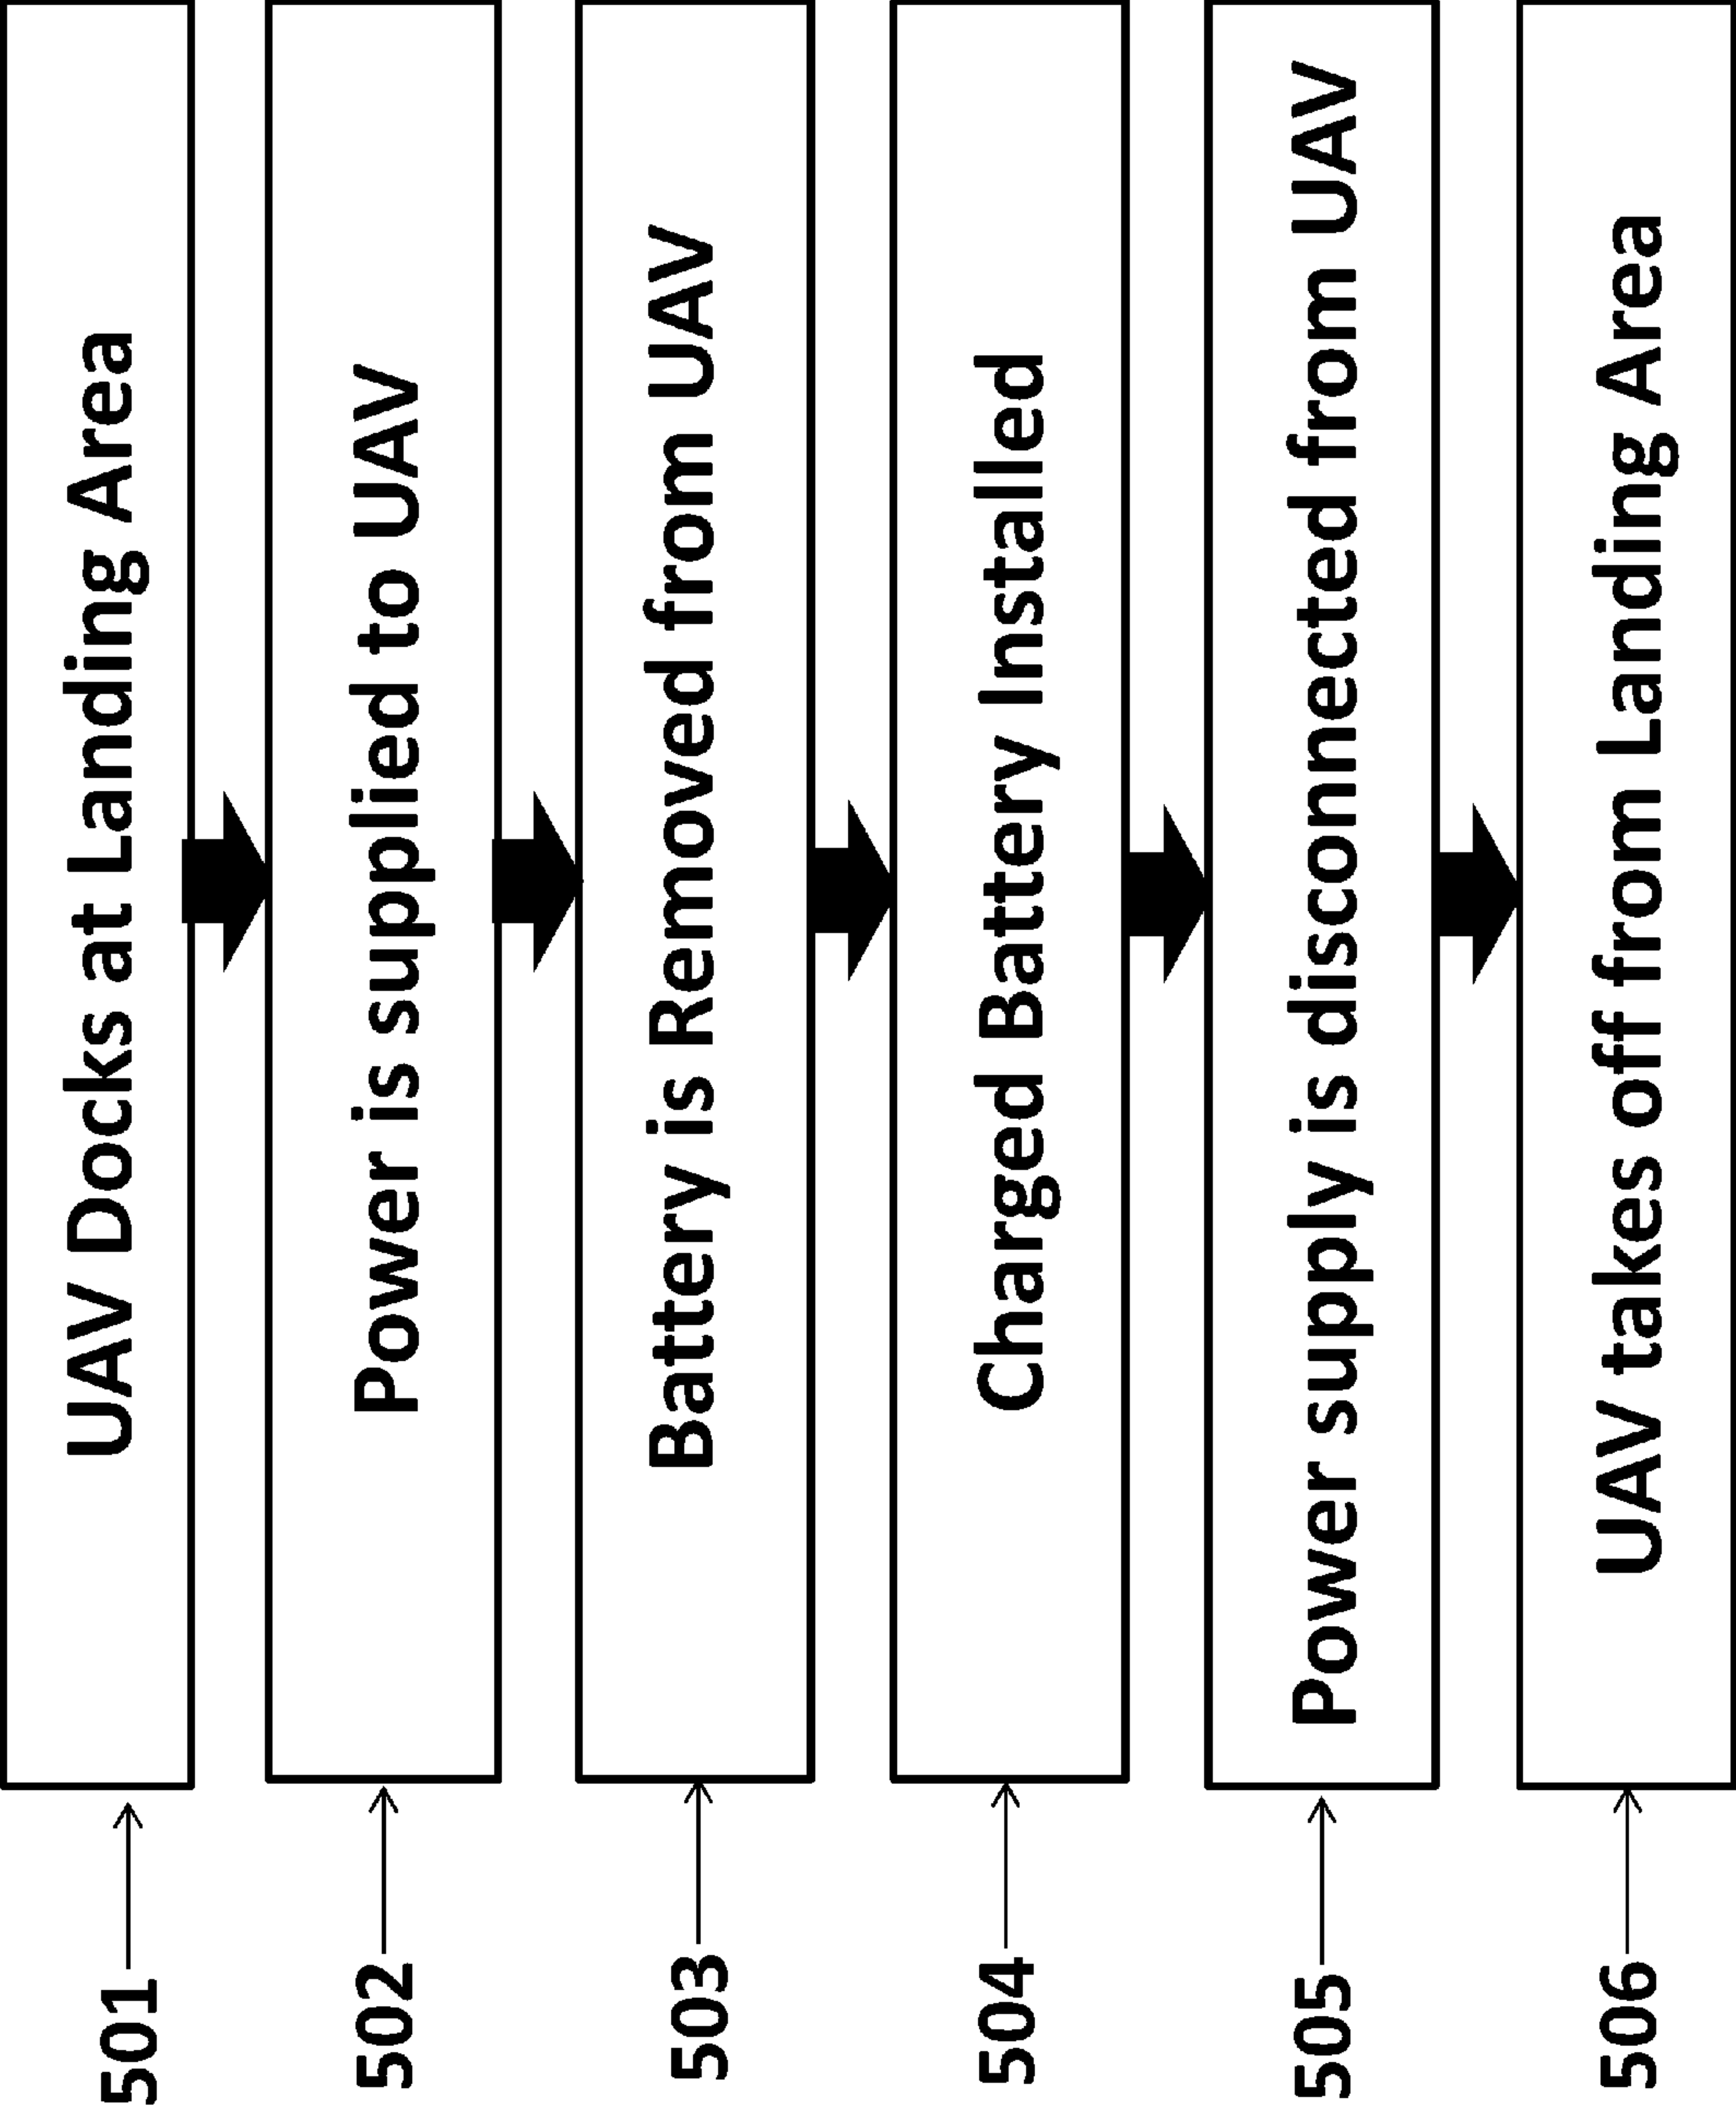 501
UAV Docks at Landing Area
502
Power is supplied to UAV
503
Battery is Removed from UAV
504
Charged Battery Installed
505
Power supply is disconnected from UAV
506
UAV takes off from Landing Area